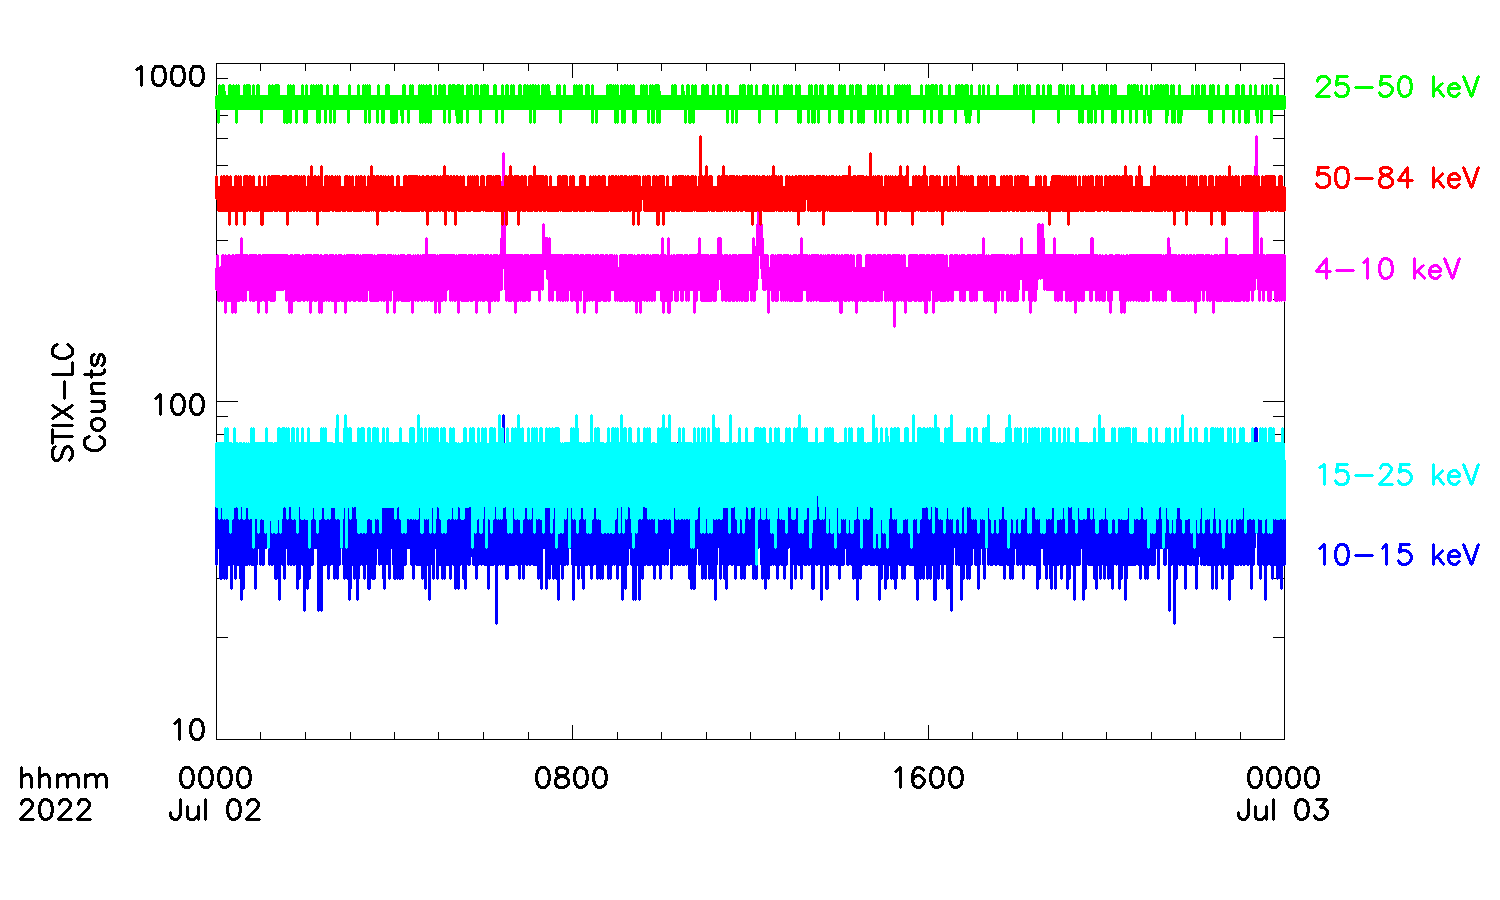 1000
25-50 keV
50-84 keV
4-10 keV
STIX-LC
Counts
100
15-25 keV
10-15 keV
10
hhmm 0000 0800 1600 0000
2022 Jul 02 Jul 03